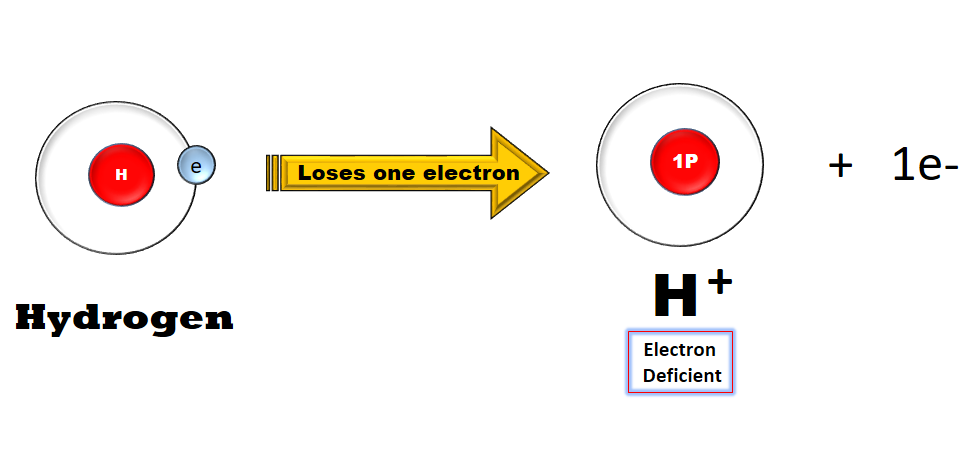 H
e
Hydrogen
Loses one electron
1P
H+
Electron
Deficient
+ 1e-